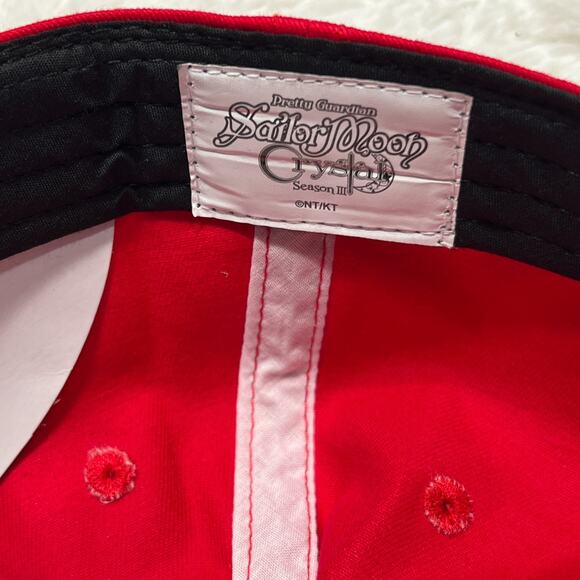 Pretty Guardian
Sailor Moon
Crystal
Season III
©NT/KT